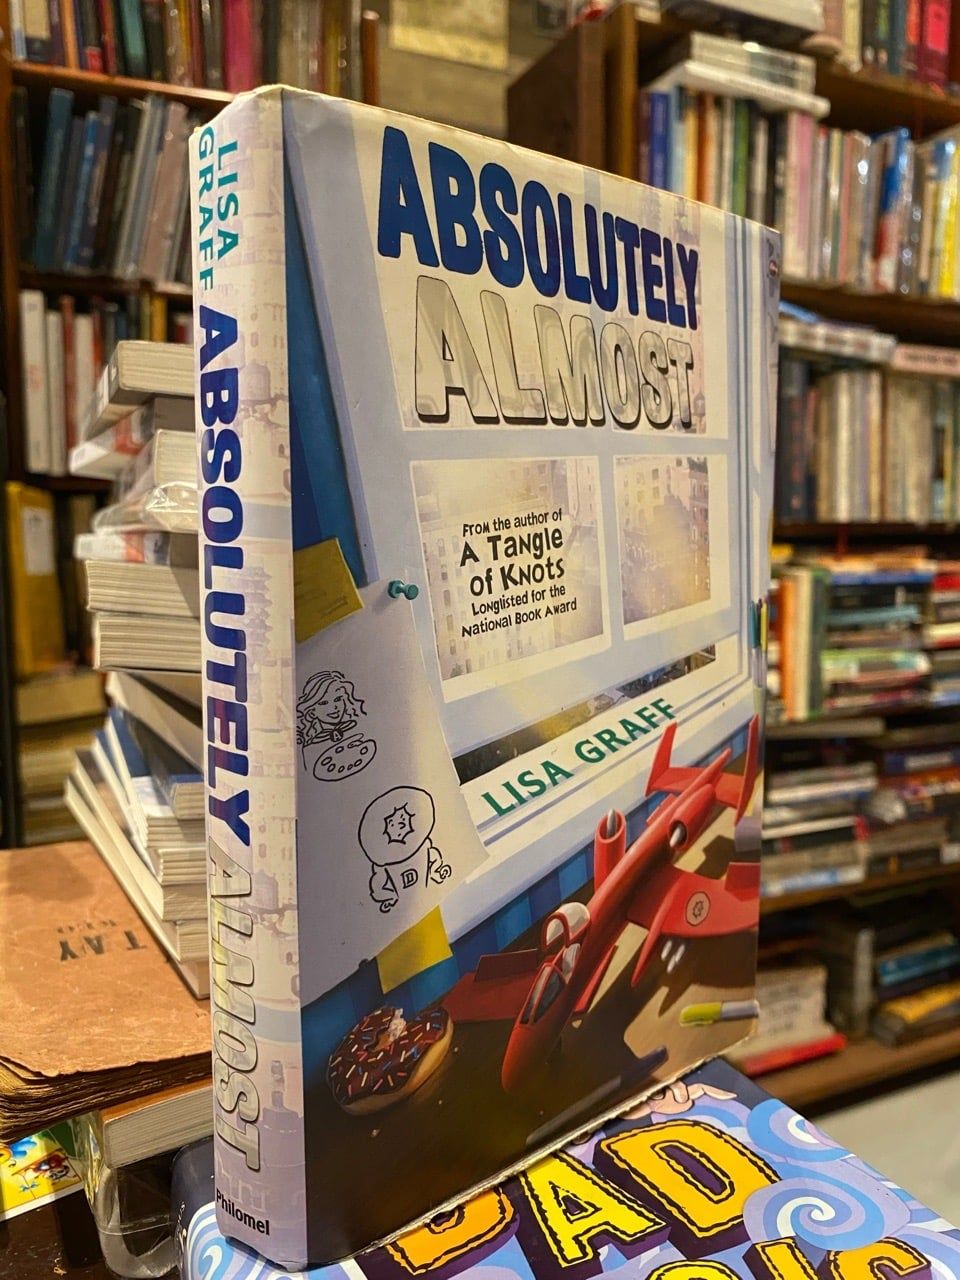 LISA
GRAFF
ABSOLUTELY
ALMOST
Philomel
ABSOLUTELY
ALMOST
From the author of
A Tangle
of Knots
Longlisted for the
National Book Award
LISA GRAFF
A
D
BAD